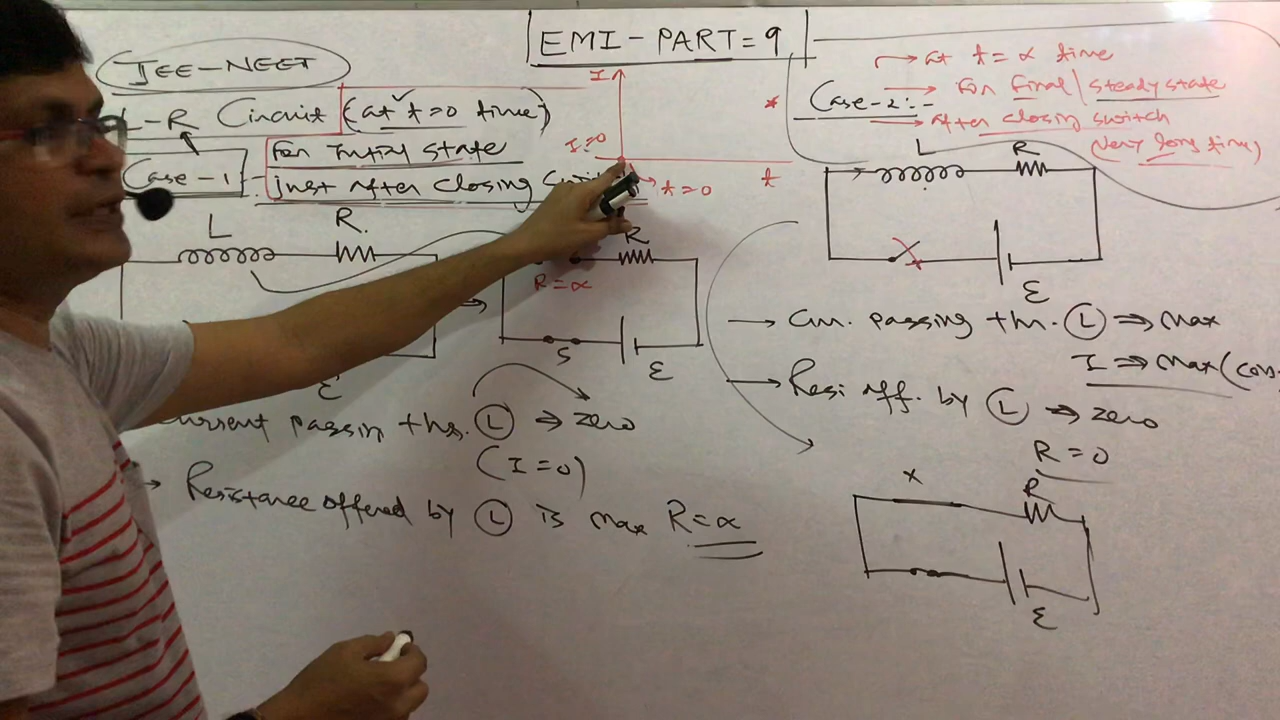 EMI-PART=9
JEE-NEET
L-R Circuit (at t=0 time)
For Initial state
Case-1:- just After closing
L R.
ε
Current passin thr. (L) ⇒ zero
(I=0)
→ Resistance offered by (L) is max R=α
I
I=0
t=0
t
R
R=α
S
ε
* Case-2:-
→ at t=α time
→ For Final/steady state
→ After closing switch
(very long time)
L R
ε
→ Cur. passing thr. (L) ⇒ Max
I ⇒ Max (con
→ Resi off. by (L) ⇒ zero
R=0
x R
ε